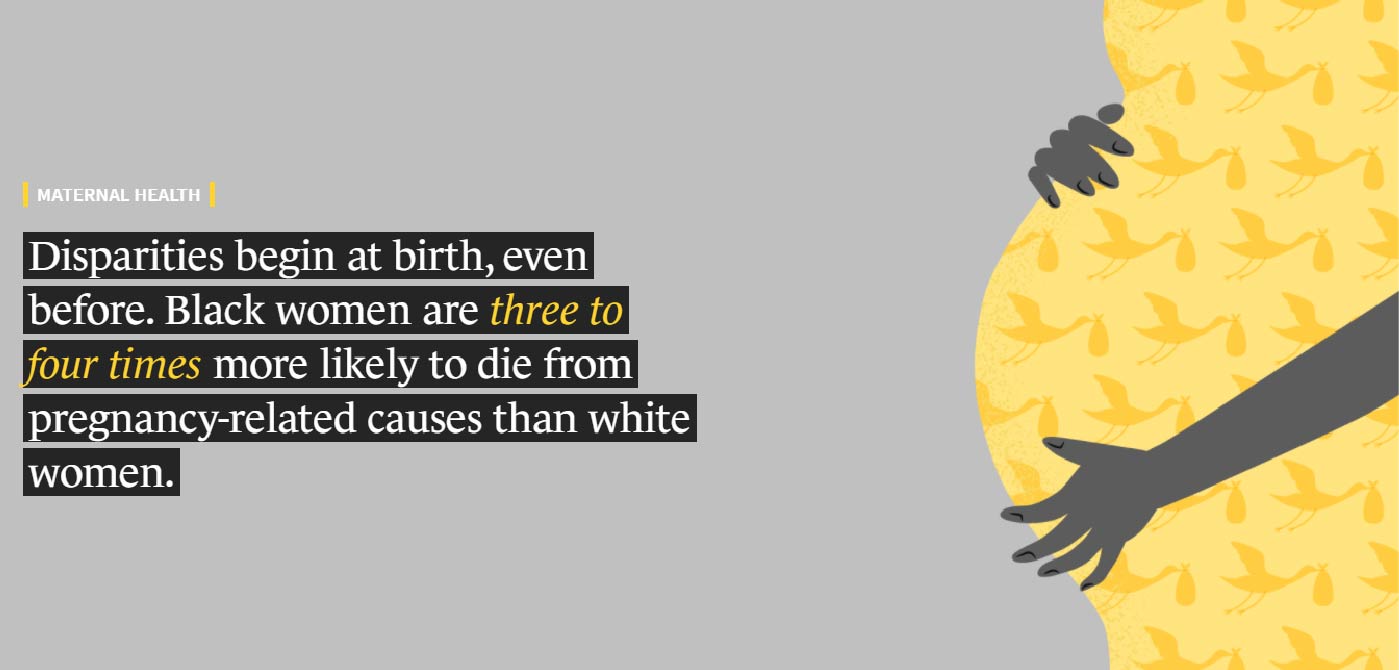 MATERNAL HEALTH
Disparities begin at birth, even
before. Black women are three to
four times more likely to die from
pregnancy-related causes than white
women.